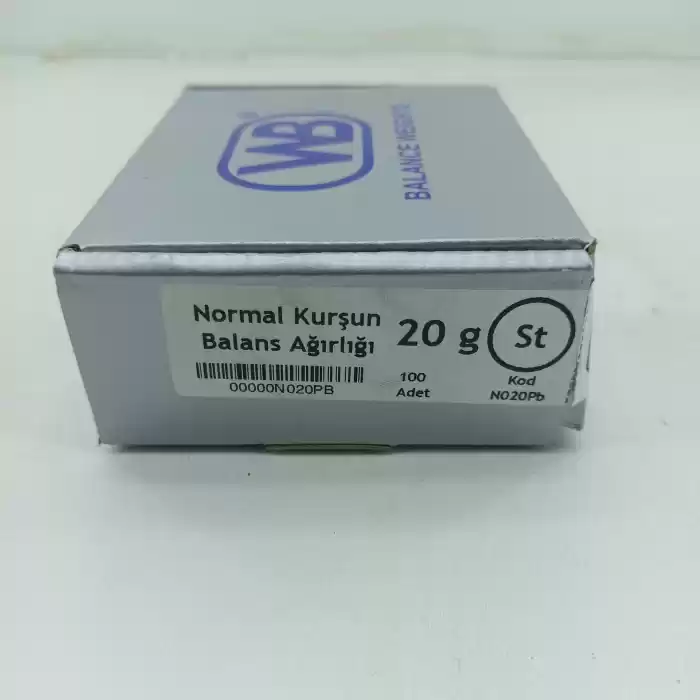 WB
BALANCE WEIGHTS
Normal Kurşun
Balans Ağırlığı
20 g
St
00000N020PB
100
Adet
Kod
N020Pb